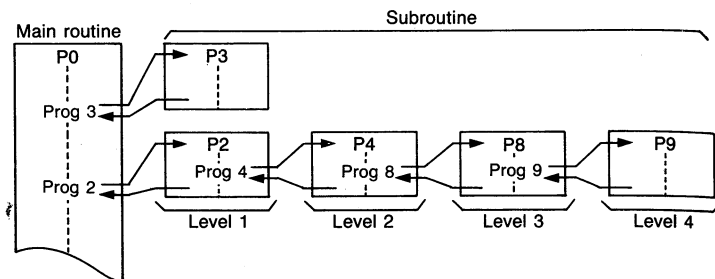 Subroutine
Main routine
P0
P3
Prog 3
P2
P4
P8
P9
Prog 4
Prog 8
Prog 9
Prog 2
Level 1
Level 2
Level 3
Level 4